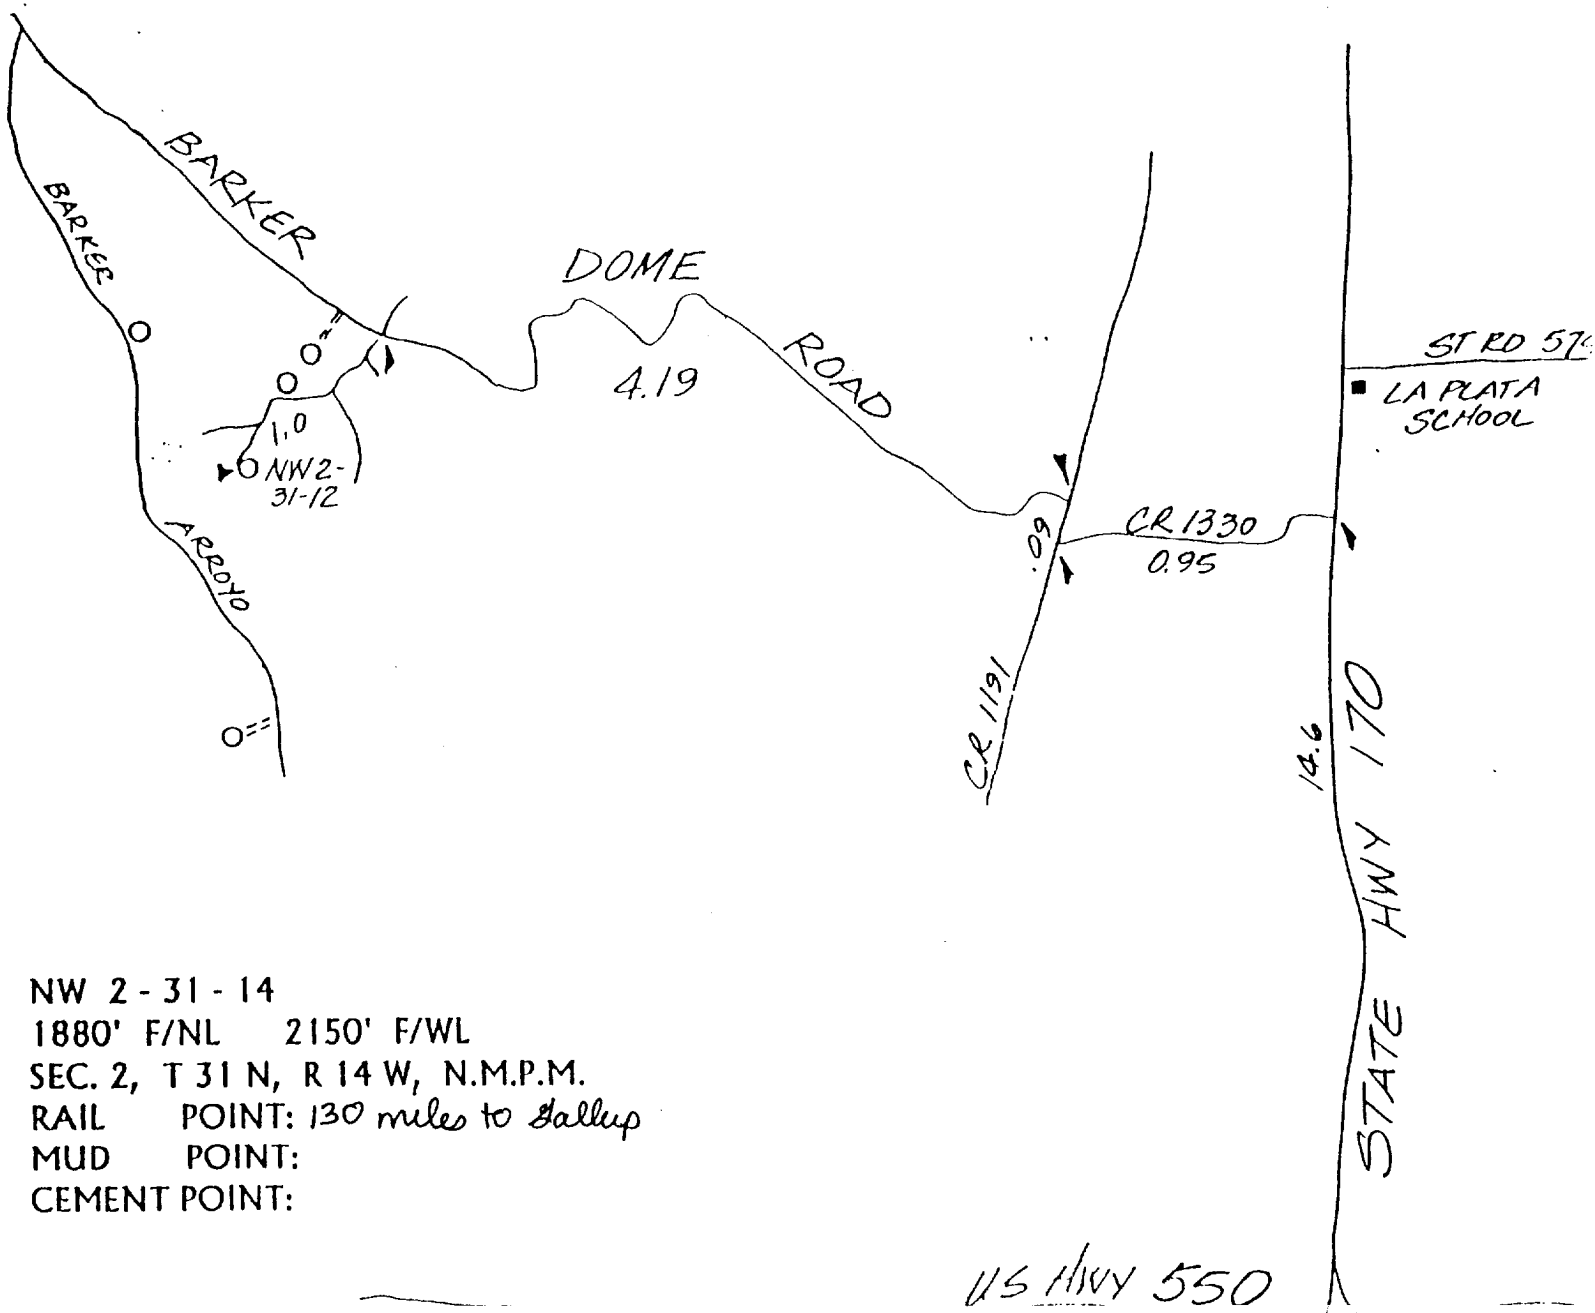 BARKER
DOME
ROAD
4.19
BARKER
ARROYO
1.0
NW 2-
31-12
ST RD
LA PLATA
SCHOOL
CR 1330
0.95
.09
CR 1191
14.6
STATE HWY 170
NW 2 - 31 - 14
1880' F/NL 2150' F/WL
SEC. 2, T 31 N, R 14 W, N.M.P.M.
RAIL POINT: 130 miles to Gallup
MUD POINT:
CEMENT POINT:
US HWY 550